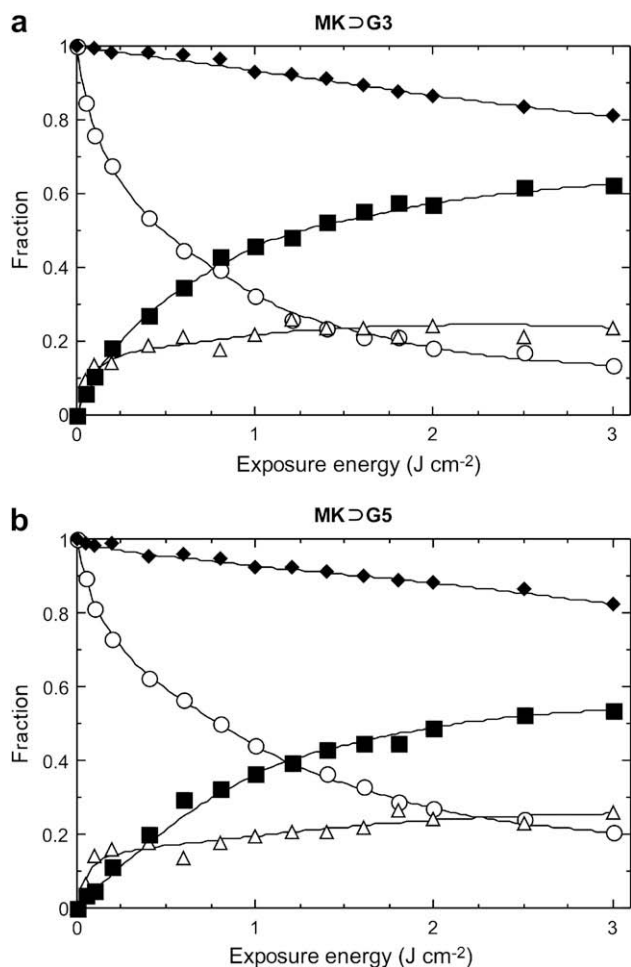 a
MK⊃G3
1
0.8
0.6
0.4
0.2
0
Fraction
0 1 2 3
Exposure energy (J cm-2)
b
MK⊃G5
1
0.8
0.6
0.4
0.2
0
Fraction
0 1 2 3
Exposure energy (J cm-2)